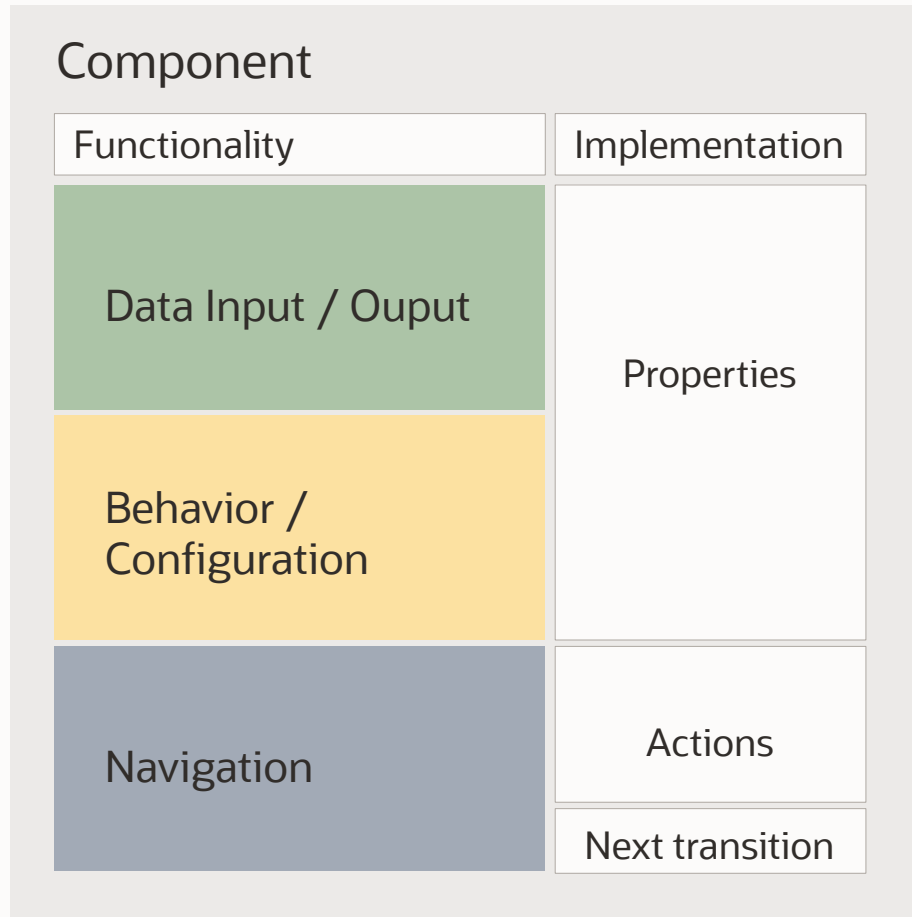 Component
Functionality
Implementation
Data Input / Ouput
Properties
Behavior /
Configuration
Navigation
Actions
Next transition